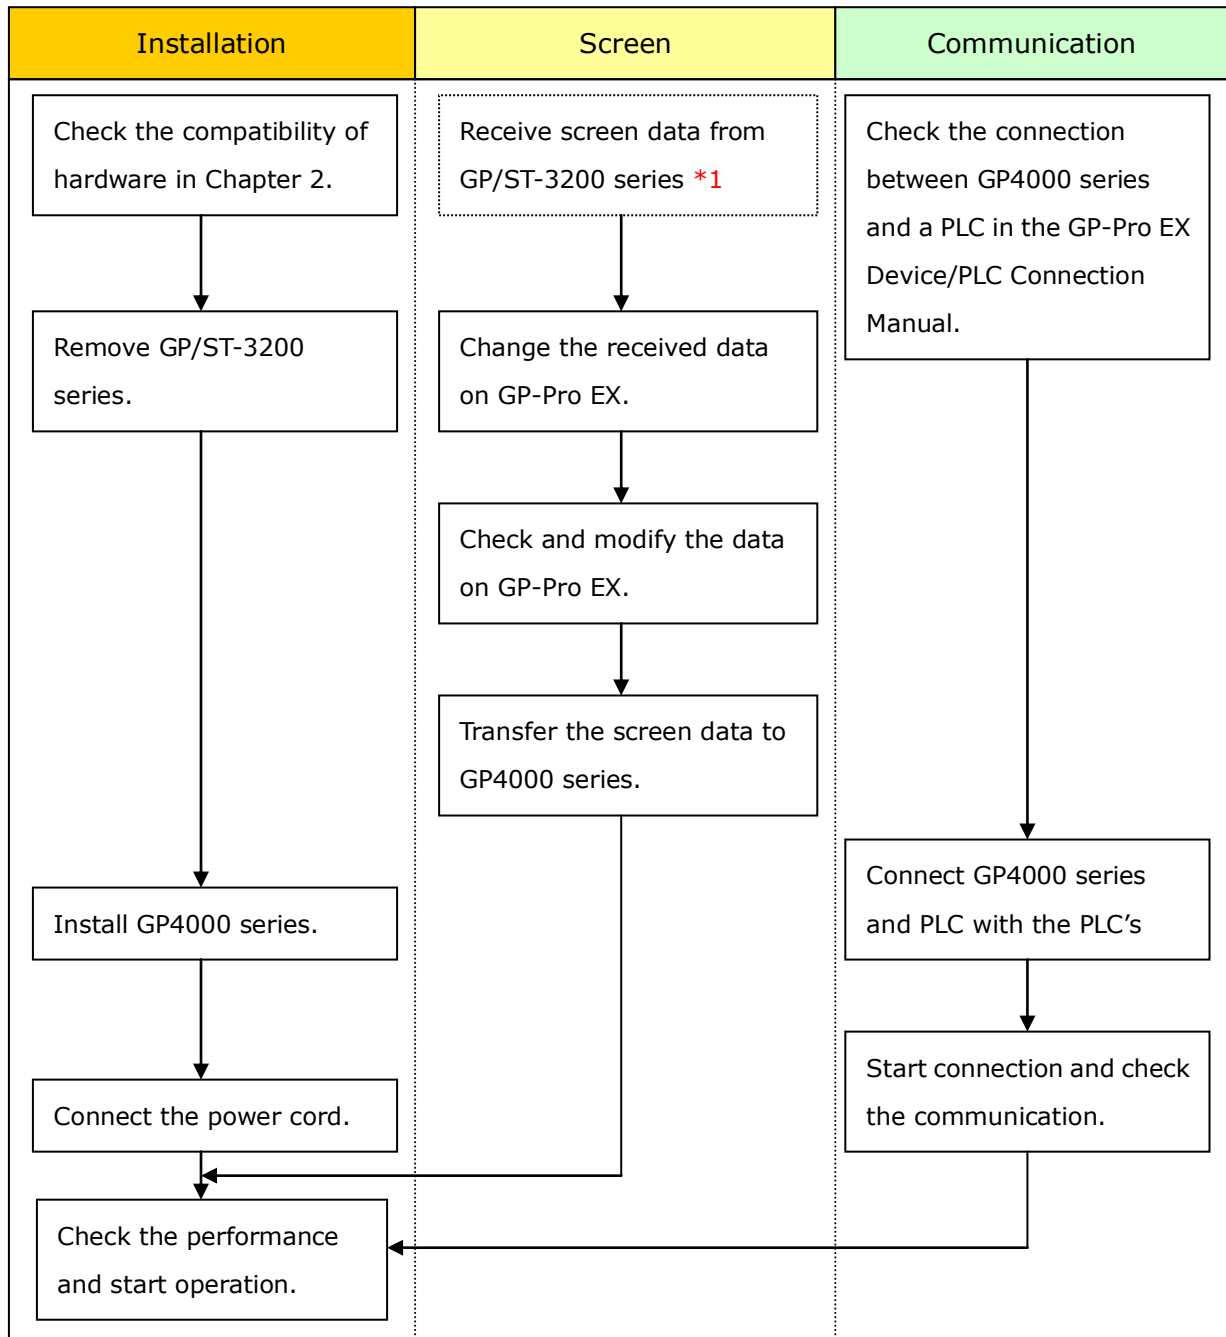 Installation
Screen
Communication
Check the compatibility of
hardware in Chapter 2.
Remove GP/ST-3200
series.
Install GP4000 series.
Connect the power cord.
Check the performance
and start operation.
Receive screen data from
GP/ST-3200 series *1
Change the received data
on GP-Pro EX.
Check and modify the data
on GP-Pro EX.
Transfer the screen data to
GP4000 series.
Check the connection
between GP4000 series
and a PLC in the GP-Pro EX
Device/PLC Connection
Manual.
Connect GP4000 series
and PLC with the PLC’s
Start connection and check
the communication.